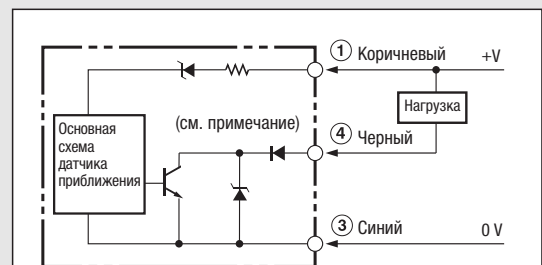 ① Коричневый
+V
Нагрузка
Основная
схема
датчика
приближения
(см. примечание)
④ Черный
③ Синий
0 V